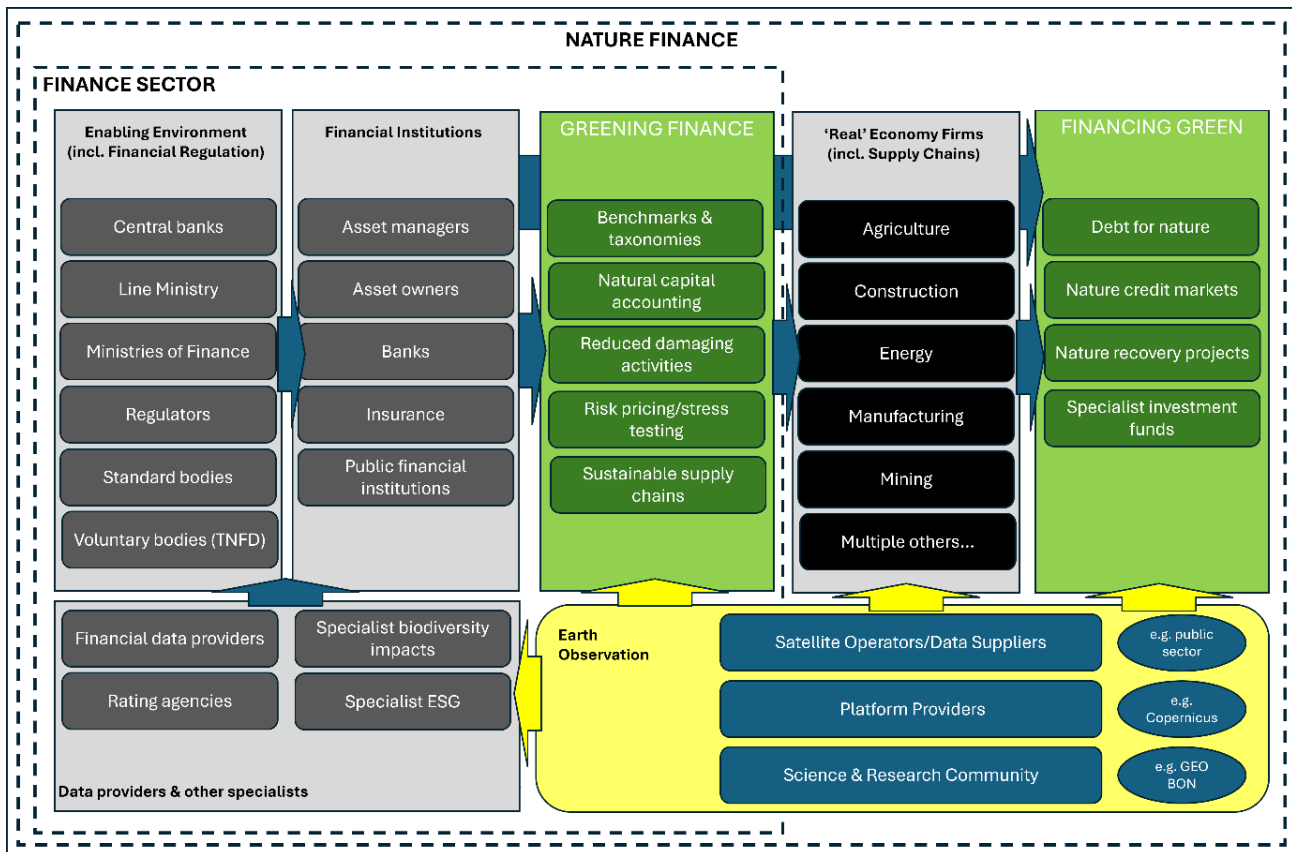 NATURE FINANCE
FINANCE SECTOR
Enabling Environment
(incl. Financial Regulation)
Central banks
Line Ministry
Ministries of Finance
Regulators
Standard bodies
Voluntary bodies (TNFD)
Financial Institutions
Asset managers
Asset owners
Banks
Insurance
Public financial
institutions
GREENING FINANCE
Benchmarks &
taxonomies
Natural capital
accounting
Reduced damaging
activities
Risk pricing/stress
testing
Sustainable supply
chains
‘Real’ Economy Firms
(incl. Supply Chains)
Agriculture
Construction
Energy
Manufacturing
Mining
Multiple others...
FINANCING GREEN
Debt for nature
Nature credit markets
Nature recovery projects
Specialist investment
funds
Financial data providers
Specialist biodiversity
impacts
Rating agencies
Specialist ESG
Data providers & other specialists
Earth
Observation
Satellite Operators/Data Suppliers
e.g. public
sector
Platform Providers
e.g.
Copernicus
Science & Research Community
e.g. GEO
BON